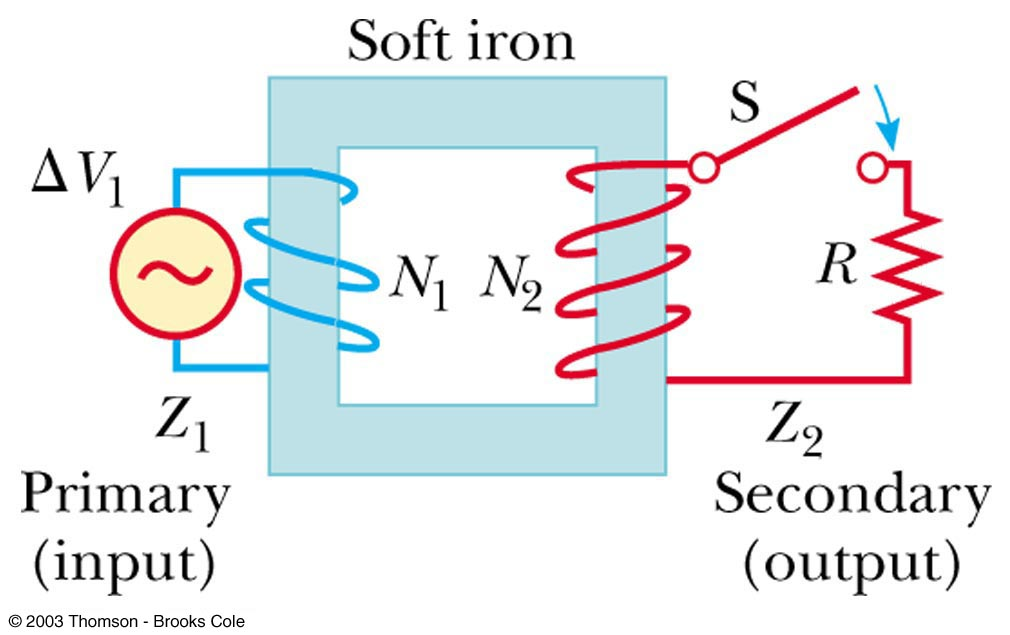 Soft iron
S
ΔV₁
N₁ N₂
R
Z₁
Z₂
Primary
(input)
Secondary
(output)
© 2003 Thomson - Brooks Cole